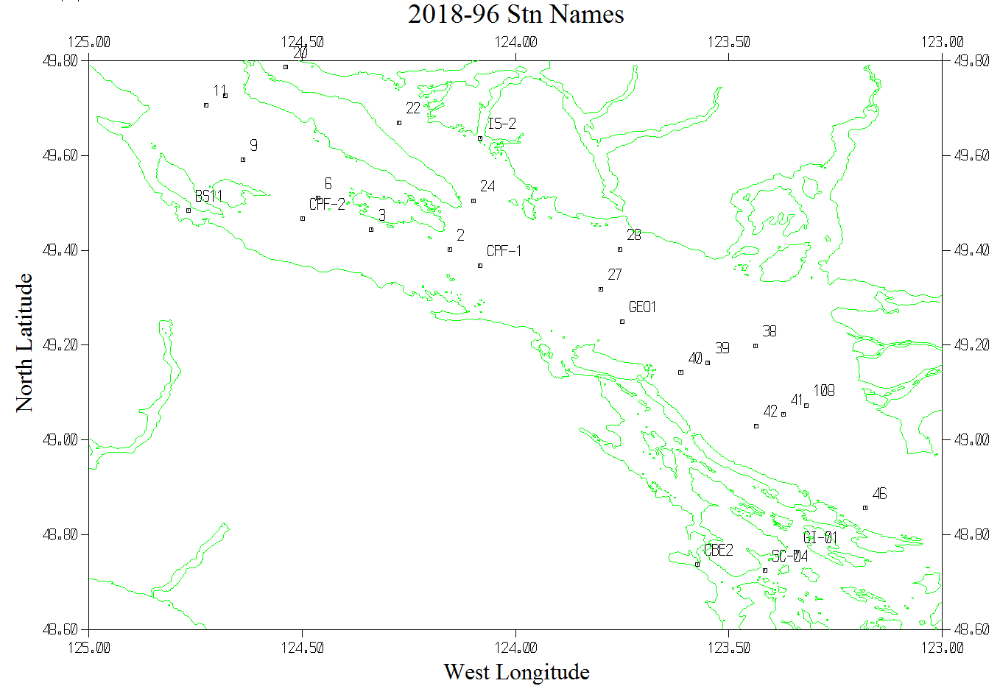 2018-96 Stn Names
125.00 124.50 124.00 123.50 123.00
49.80 20 49.80
11
22
IS-2
9
49.60 49.60
6
24
BS11
CPF-2
3
2
28
49.40 CPF-1 49.40
27
GEO1
38
49.20 39 49.20
40
108
41
42
49.00 49.00
46
48.80 GI-01 48.80
CBE2
SC-04
48.60 48.60
125.00 124.50 124.00 123.50 123.00
West Longitude
North Latitude